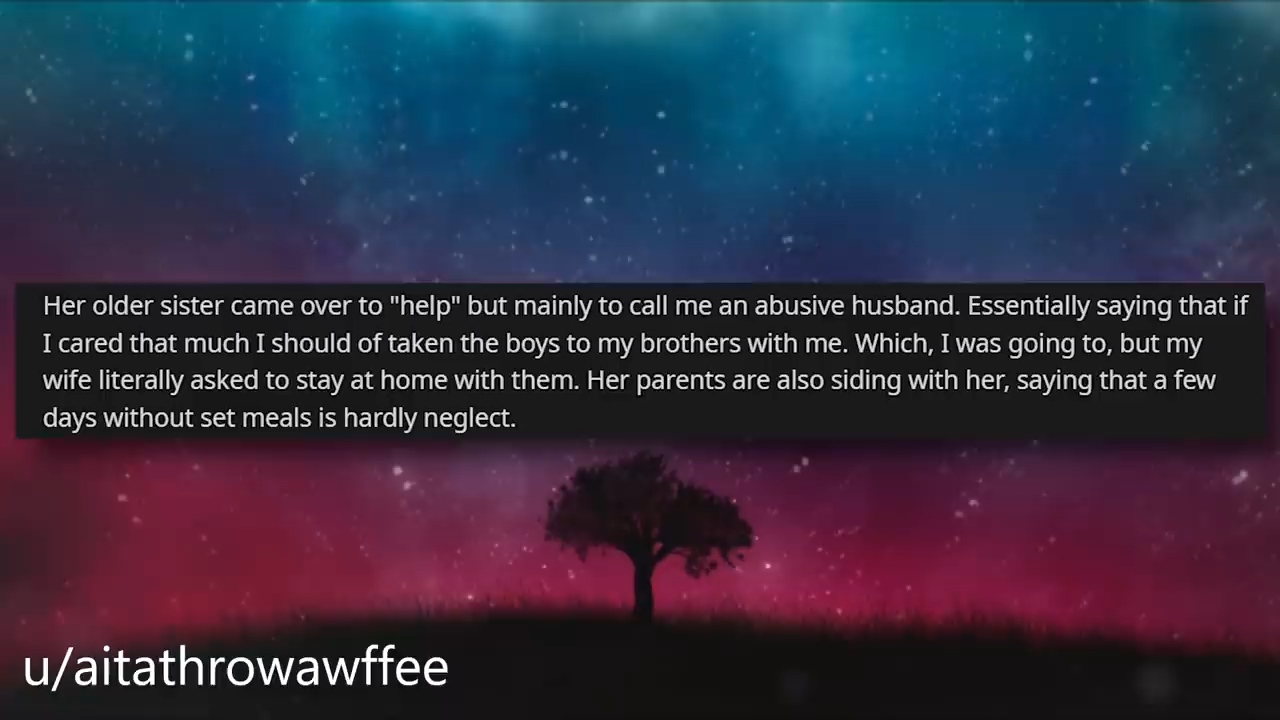 Her older sister came over to "help" but mainly to call me an abusive husband. Essentially saying that if
I cared that much I should of taken the boys to my brothers with me. Which, I was going to, but my
wife literally asked to stay at home with them. Her parents are also siding with her, saying that a few
days without set meals is hardly neglect.
u/aitathrowawffee